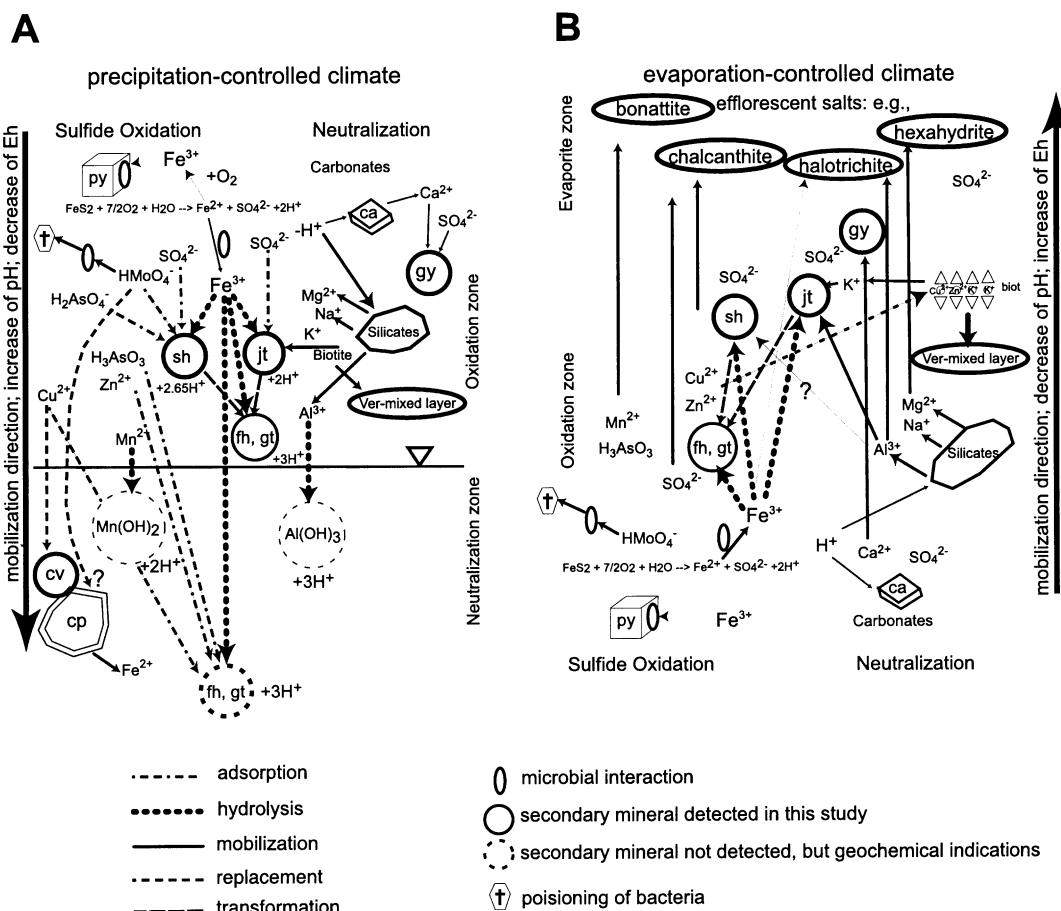 A
precipitation-controlled climate
Sulfide Oxidation
Neutralization
Fe³⁺
+O₂
py
Carbonates
FeS2 + 7/2O2 + H2O --> Fe²⁺ + SO4²⁻ +2H⁺
ca
Ca²⁺
SO₄²⁻
-H⁺
SO₄²⁻
SO₄²⁻
gy
HMoO₄⁻
Fe³⁺
H₂AsO₄⁻
Mg²⁺
Na⁺
K⁺
Silicates
Biotite
H₃AsO₃
sh
jt
+2.65H⁺
+2H⁺
Zn²⁺
Cu²⁺
Ver-mixed layer
Al³⁺
Mn²⁺
fh, gt
+3H⁺
Mn(OH)₂
Al(OH)₃
+2H⁺
+3H⁺
cv
?
cp
Fe²⁺
fh, gt
+3H⁺
mobilization direction; increase of pH; decrease of Eh
Oxidation zone
Neutralization zone
B
evaporation-controlled climate
efflorescent salts: e.g.,
bonattite
hexahydrite
chalcanthite
halotrichite
SO₄²⁻
gy
SO₄²⁻
SO₄²⁻
K⁺
jt
Cu²⁺Zn²⁺K⁺ K⁺
biot
sh
Ver-mixed layer
Cu²⁺
?
Zn²⁺
Mg²⁺
Na⁺
Mn²⁺
H₃AsO₃
fh, gt
Al³⁺
Silicates
SO₄²⁻
Fe³⁺
HMoO₄⁻
H⁺
Ca²⁺
SO₄²⁻
FeS2 + 7/2O2 + H2O --> Fe²⁺ + SO4²⁻ +2H⁺
ca
py
Fe³⁺
Carbonates
Sulfide Oxidation
Neutralization
Evaporite zone
Oxidation zone
mobilization direction; decrease of pH; increase of Eh
adsorption
hydrolysis
mobilization
replacement
transformation
microbial interaction
secondary mineral detected in this study
secondary mineral not detected, but geochemical indications
poisioning of bacteria